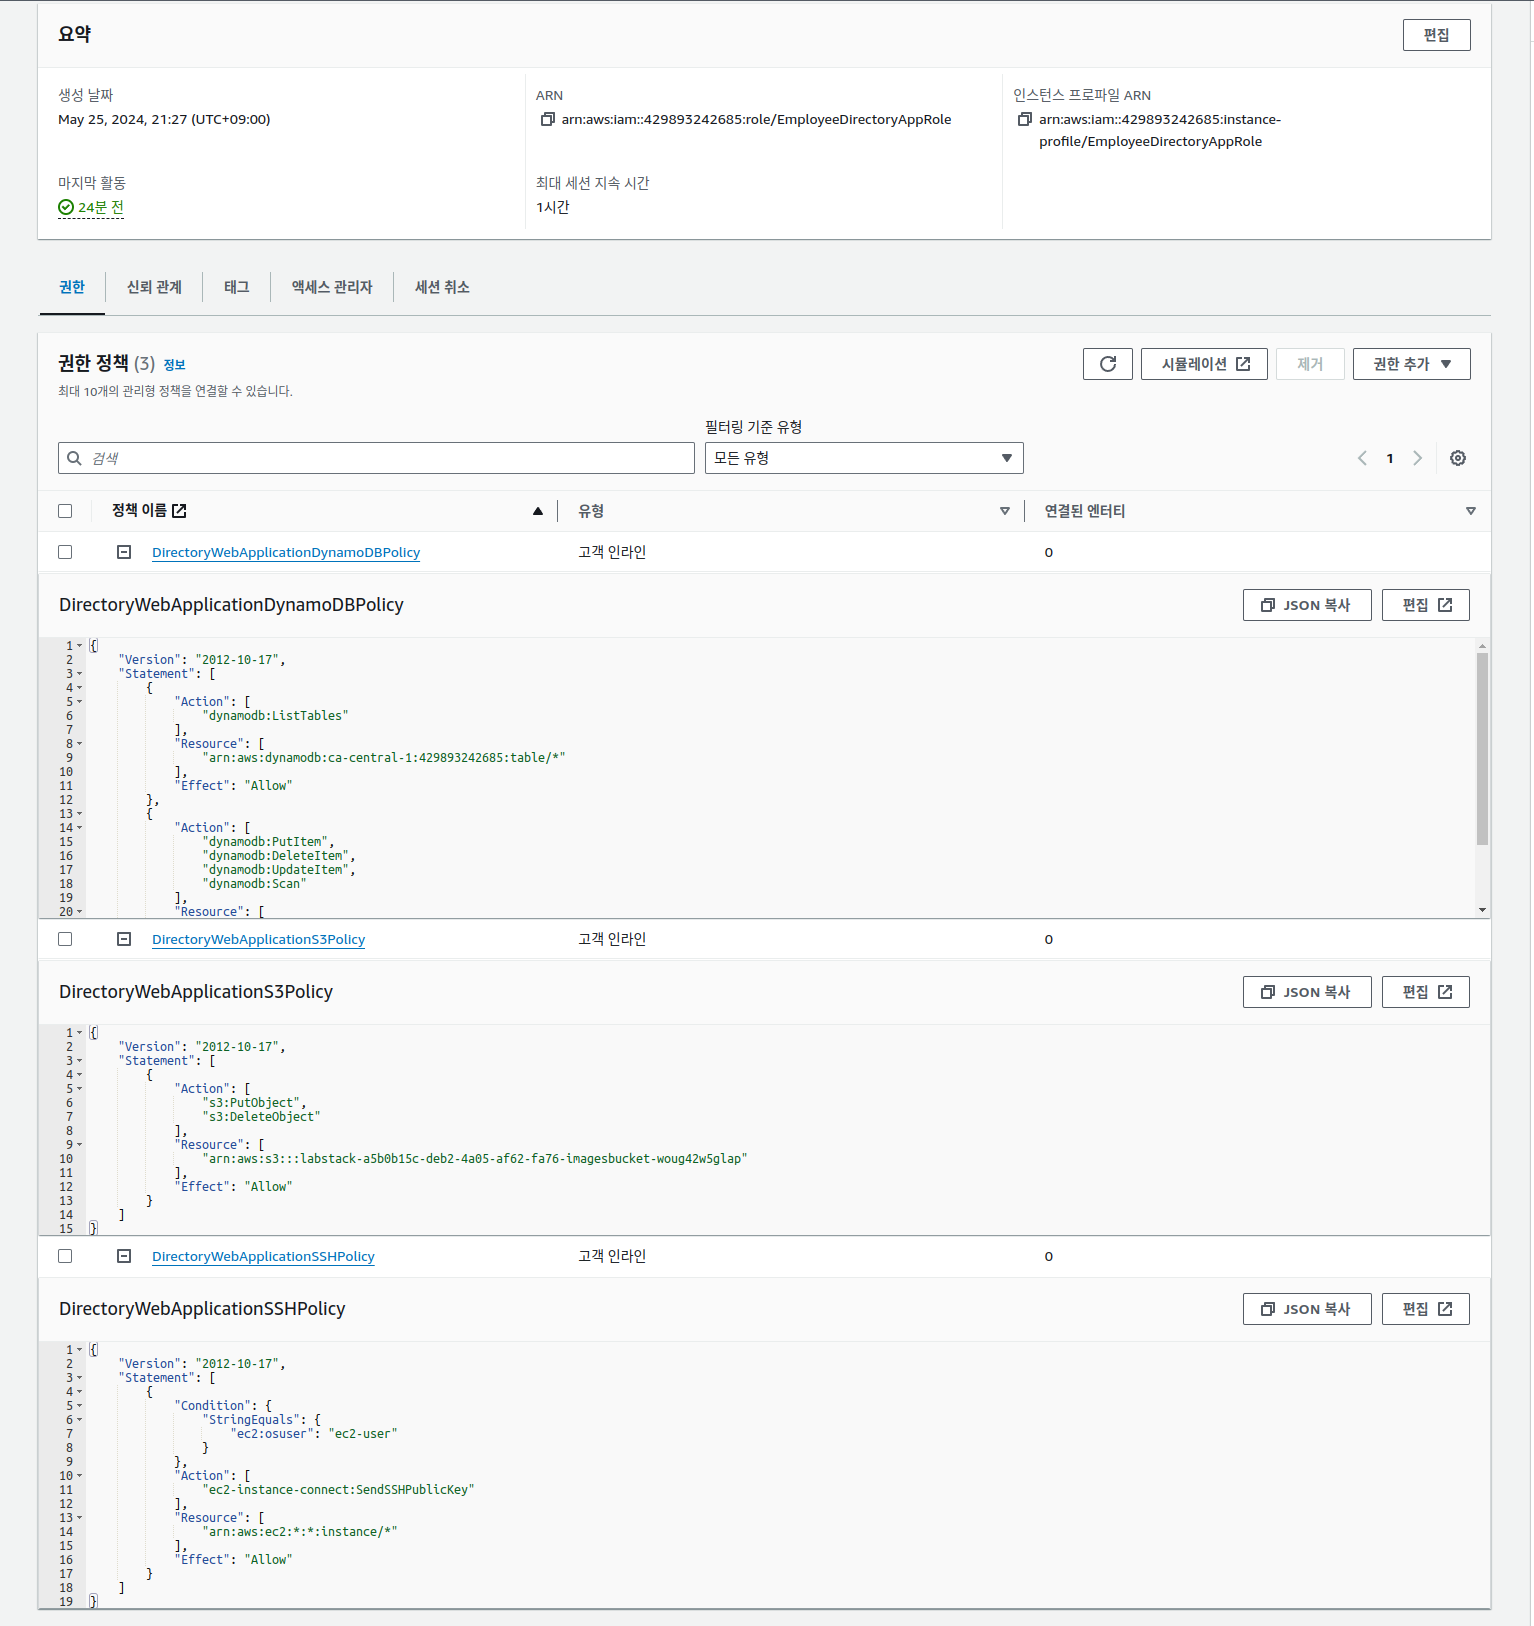 요약
편집
생성 날짜
May 25, 2024, 21:27 (UTC+09:00)
ARN
arn:aws:iam::429893242685:role/EmployeeDirectoryAppRole
인스턴스 프로파일 ARN
arn:aws:iam::429893242685:instance-
profile/EmployeeDirectoryAppRole
마지막 활동
24분 전
최대 세션 지속 시간
1시간
권한 신뢰 관계 태그 액세스 관리자 세션 취소
권한 정책 (3) 정보
최대 10개의 관리형 정책을 연결할 수 있습니다.
시뮬레이션 제거 권한 추가
필터링 기준 유형
검색 모든 유형 1
정책 이름 유형 연결된 엔터티
DirectoryWebApplicationDynamoDBPolicy 고객 인라인 0
DirectoryWebApplicationDynamoDBPolicy JSON 복사 편집
1 {
2 "Version": "2012-10-17",
3 "Statement": [
4 {
5 "Action": [
6 "dynamodb:ListTables"
7 ],
8 "Resource": [
9 "arn:aws:dynamodb:ca-central-1:429893242685:table/*"
10 ],
11 "Effect": "Allow"
12 },
13 {
14 "Action": [
15 "dynamodb:PutItem",
16 "dynamodb:DeleteItem",
17 "dynamodb:UpdateItem",
18 "dynamodb:Scan"
19 ],
20 "Resource": [
DirectoryWebApplicationS3Policy 고객 인라인 0
DirectoryWebApplicationS3Policy JSON 복사 편집
1 {
2 "Version": "2012-10-17",
3 "Statement": [
4 {
5 "Action": [
6 "s3:PutObject",
7 "s3:DeleteObject"
8 ],
9 "Resource": [
10 "arn:aws:s3:::labstack-a5b0b15c-deb2-4a05-af62-fa76-imagesbucket-woug42w5glap"
11 ],
12 "Effect": "Allow"
13 }
14 ]
15 }
DirectoryWebApplicationSSHPolicy 고객 인라인 0
DirectoryWebApplicationSSHPolicy JSON 복사 편집
1 {
2 "Version": "2012-10-17",
3 "Statement": [
4 {
5 "Condition": {
6 "StringEquals": {
7 "ec2:osuser": "ec2-user"
8 }
9 },
10 "Action": [
11 "ec2-instance-connect:SendSSHPublicKey"
12 ],
13 "Resource": [
14 "arn:aws:ec2:*:*:instance/*"
15 ],
16 "Effect": "Allow"
17 }
18 ]
19 }